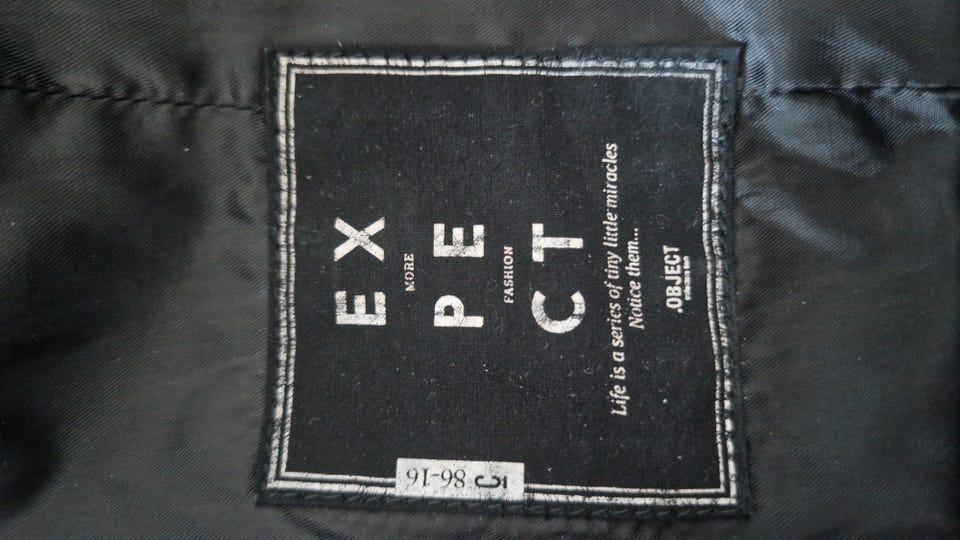 EX
MORE
PE
FASHION
CT
Life is a series of tiny little miracles
Notice them...
.OBJECT
86-16